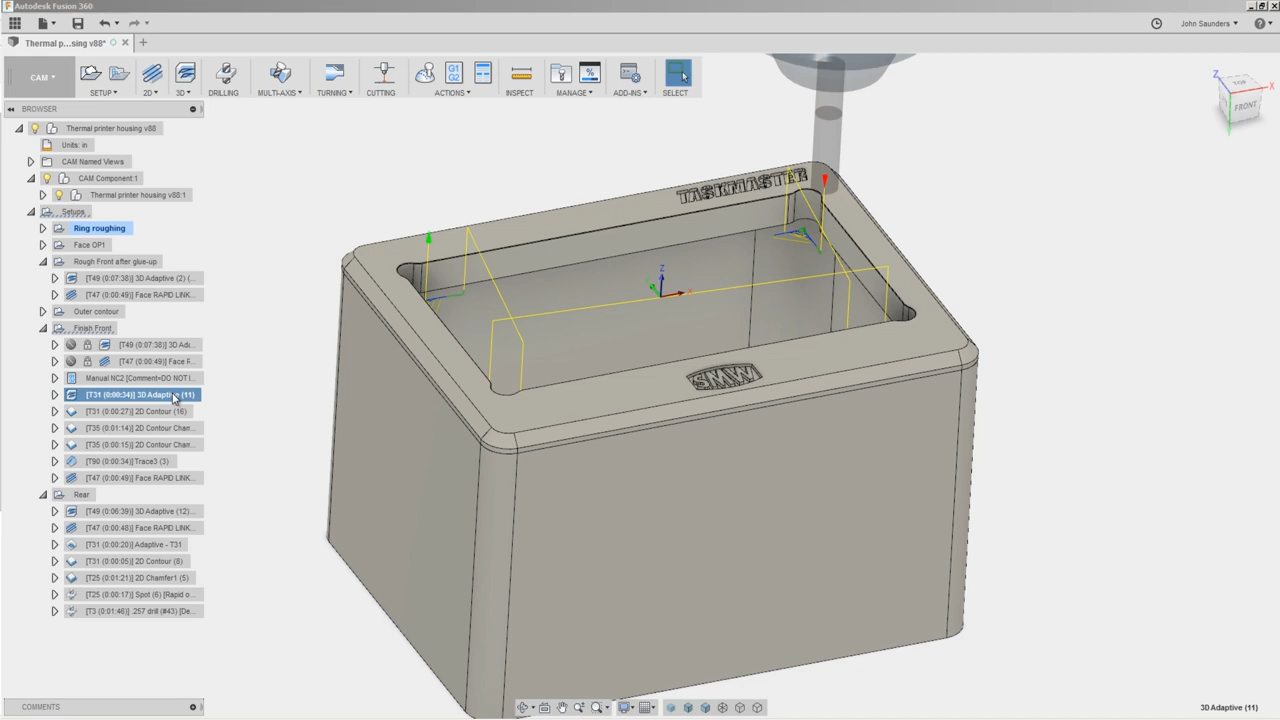 Autodesk Fusion 360
John Saunders
Thermal p...sing v88*
CAM
SETUP
2D
3D
DRILLING
MULTI-AXIS
TURNING
CUTTING
G1
G2
ACTIONS
INSPECT
MANAGE
ADD-INS
SELECT
BROWSER
Thermal printer housing v88
Units: in
CAM Named Views
CAM Component:1
Thermal printer housing v88:1
Setups
Ring roughing
Face OP1
Rough Front after glue-up
[T49 (0:07:38)] 3D Adaptive (2) (...
[T47 (0:00:49)] Face RAPID LINK...
Outer contour
Finish Front
[T49 (0:07:38)] 3D Ada...
[T47 (0:00:49)] Face F...
Manual NC2 [Comment=DO NOT I...
[T31 (0:00:34)] 3D Adaptive (11)
[T31 (0:00:27)] 2D Contour (16)
[T35 (0:01:14)] 2D Contour Cham...
[T35 (0:00:15)] 2D Contour Cham...
[T90 (0:00:34)] Trace3 (3)
[T47 (0:00:49)] Face RAPID LINK...
Rear
[T49 (0:06:39)] 3D Adaptive (12)...
[T47 (0:00:48)] Face RAPID LINK...
[T31 (0:00:20)] Adaptive - T31
[T31 (0:00:05)] 2D Contour (8)
[T25 (0:01:21)] 2D Chamfer1 (5)
[T25 (0:00:17)] Spot (6) [Rapid o...
[T3 (0:01:46)] .257 drill (#43) [De...
COMMENTS
TASKMASTER
SMW
Z
X
Z
X
TOP
FRONT
3D Adaptive (11)